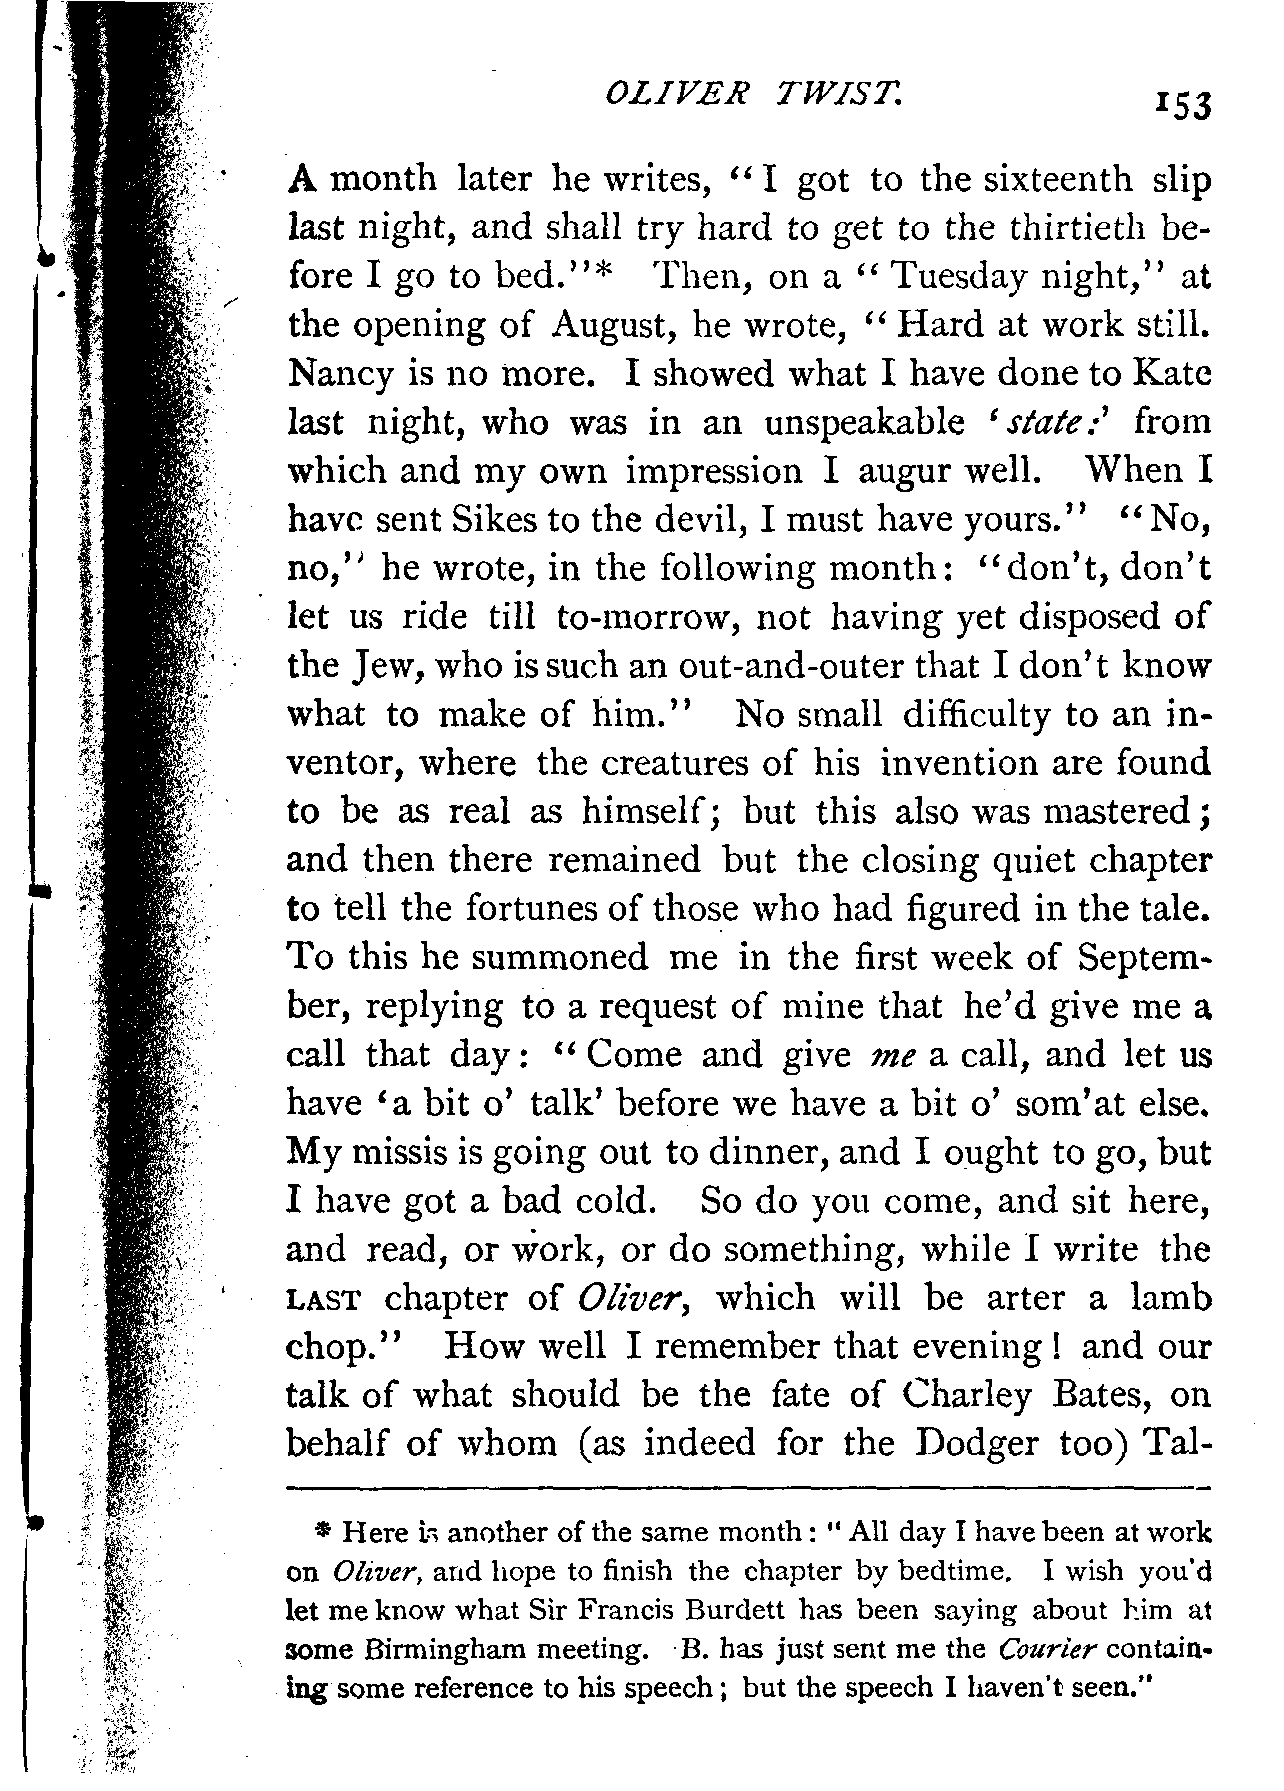 OLIVER TWIST.
153
A month later he writes, “I got to the sixteenth slip
last night, and shall try hard to get to the thirtieth be-
fore I go to bed.”* Then, on a “Tuesday night,” at
the opening of August, he wrote, “Hard at work still.
Nancy is no more. I showed what I have done to Kate
last night, who was in an unspeakable ‘state:’ from
which and my own impression I augur well. When I
have sent Sikes to the devil, I must have yours.” “No,
no,” he wrote, in the following month: “don’t, don’t
let us ride till to-morrow, not having yet disposed of
the Jew, who is such an out-and-outer that I don’t know
what to make of him.” No small difficulty to an in-
ventor, where the creatures of his invention are found
to be as real as himself; but this also was mastered;
and then there remained but the closing quiet chapter
to tell the fortunes of those who had figured in the tale.
To this he summoned me in the first week of Septem-
ber, replying to a request of mine that he’d give me a
call that day: “Come and give me a call, and let us
have ‘a bit o’ talk’ before we have a bit o’ som’at else.
My missis is going out to dinner, and I ought to go, but
I have got a bad cold. So do you come, and sit here,
and read, or work, or do something, while I write the
LAST chapter of Oliver, which will be arter a lamb
chop.” How well I remember that evening! and our
talk of what should be the fate of Charley Bates, on
behalf of whom (as indeed for the Dodger too) Tal-
* Here is another of the same month: “All day I have been at work
on Oliver, and hope to finish the chapter by bedtime. I wish you’d
let me know what Sir Francis Burdett has been saying about him at
some Birmingham meeting. B. has just sent me the Courier contain-
ing some reference to his speech; but the speech I haven’t seen.”